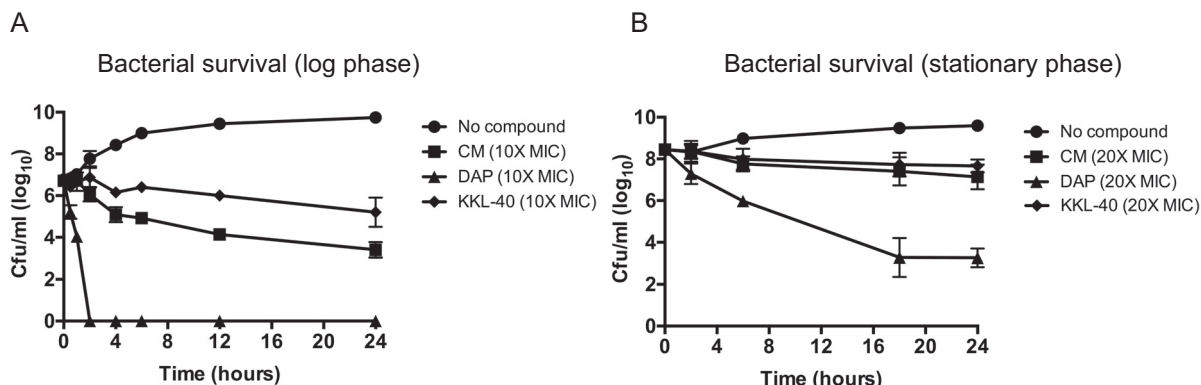 A
Bacterial survival (log phase)
Cfu/ml (log10)
10
8
6
4
2
0
0 4 8 12 16 20 24
Time (hours)
No compound
CM (10X MIC)
DAP (10X MIC)
KKL-40 (10X MIC)
B
Bacterial survival (stationary phase)
Cfu/ml (log10)
10
8
6
4
2
0
0 4 8 12 16 20 24
Time (hours)
No compound
CM (20X MIC)
DAP (20X MIC)
KKL-40 (20X MIC)